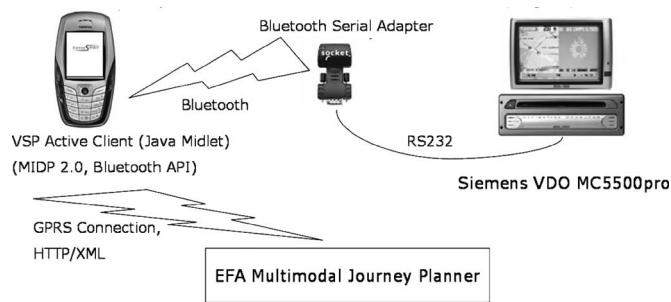 Bluetooth Serial Adapter
socket
Bluetooth
RS232
VSP Active Client (Java Midlet)
(MIDP 2.0, Bluetooth API)
Siemens VDO MC5500pro
GPRS Connection,
HTTP/XML
EFA Multimodal Journey Planner